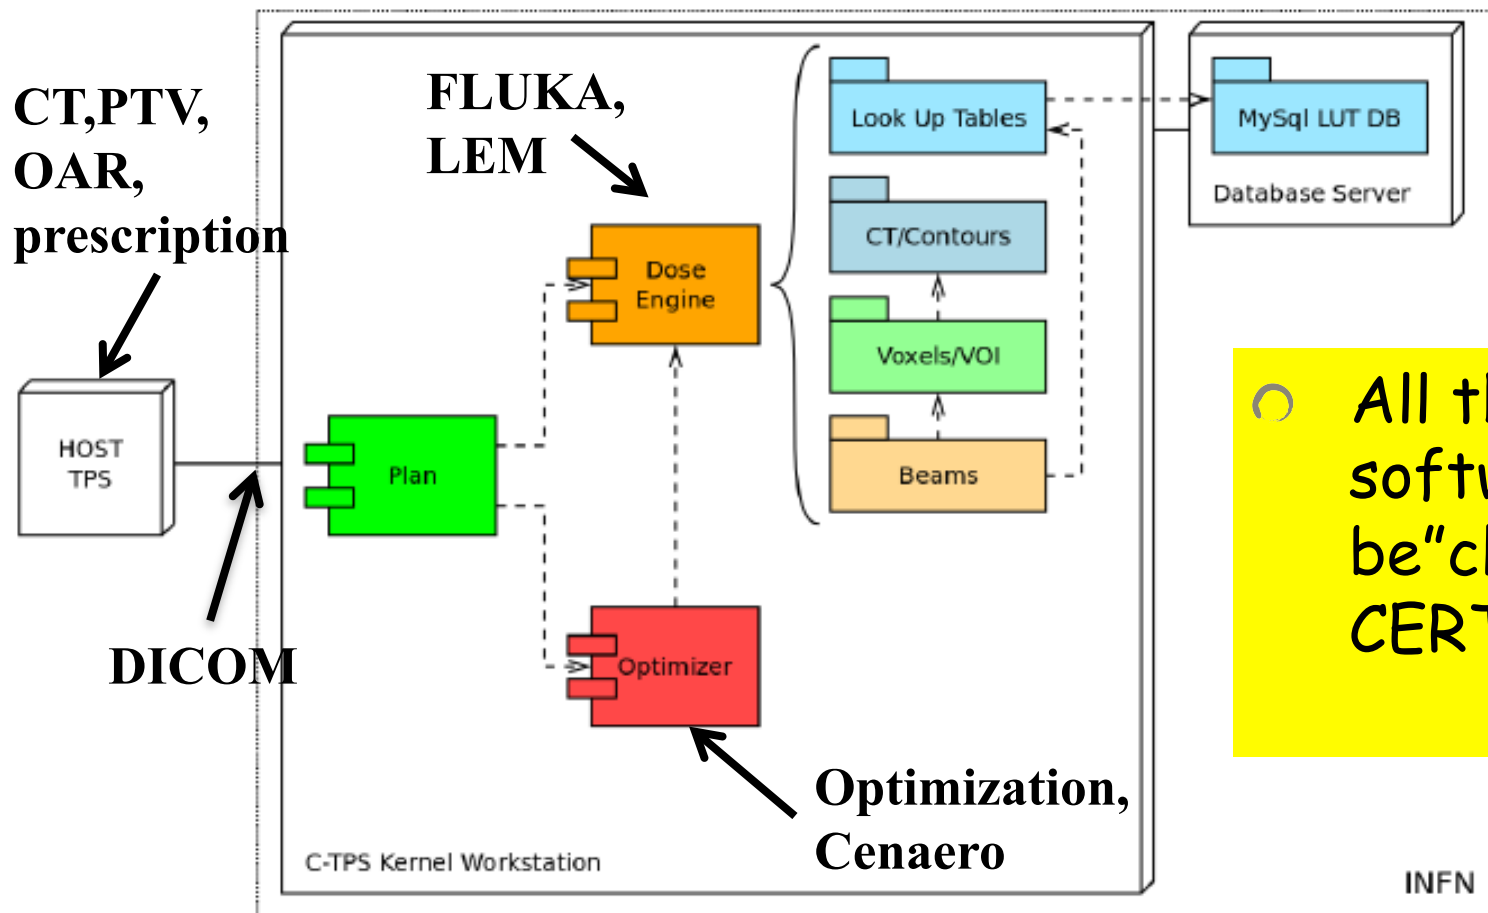 CT,PTV,
OAR,
prescription
FLUKA,
LEM
Look Up Tables
MySql LUT DB
Database Server
CT/Contours
Dose
Engine
Voxels/VOI
Beams
HOST
TPS
Plan
DICOM
Optimizer
Optimization,
Cenaero
C-TPS Kernel Workstation
All
INFN